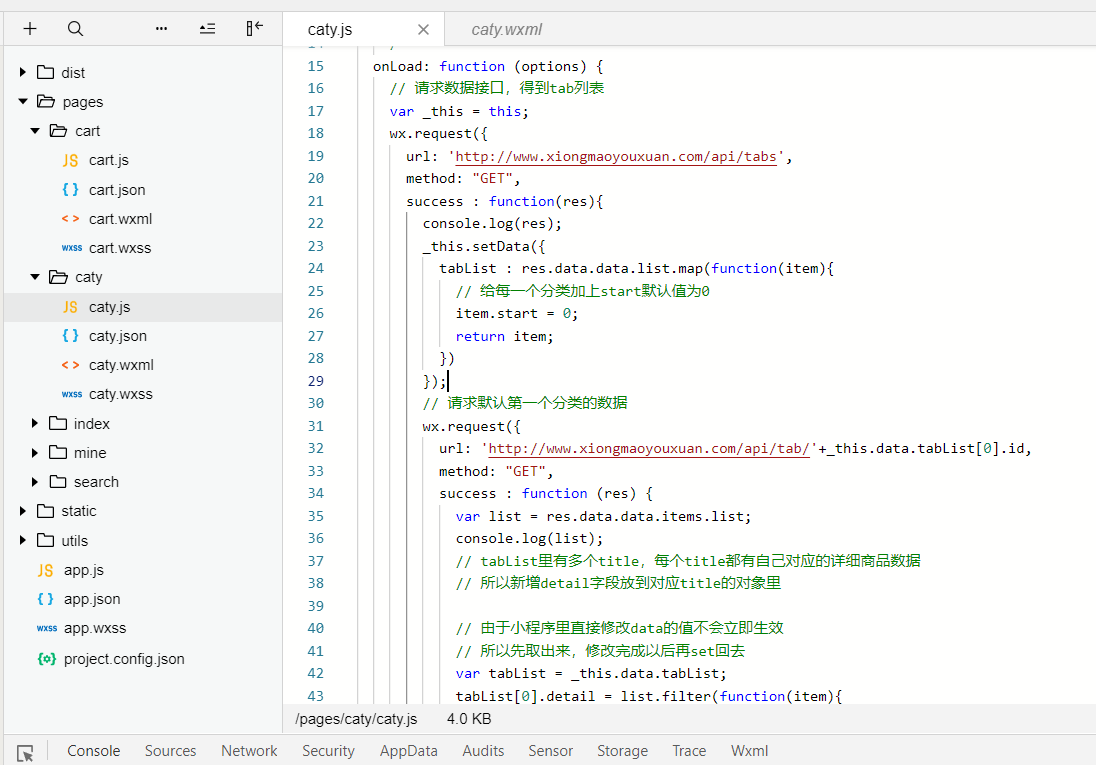 caty.js
caty.wxml
dist
pages
cart
JS cart.js
{ } cart.json
< > cart.wxml
wxss cart.wxss
caty
JS caty.js
{ } caty.json
< > caty.wxml
wxss caty.wxss
index
mine
search
static
utils
JS app.js
{ } app.json
wxss app.wxss
project.config.json
15 onLoad: function (options) {
16 // 请求数据接口，得到tab列表
17 var _this = this;
18 wx.request({
19 url: 'http://www.xiongmaoyouxuan.com/api/tabs',
20 method: "GET",
21 success : function(res){
22 console.log(res);
23 _this.setData({
24 tabList : res.data.data.list.map(function(item){
25 // 给每一个分类加上start默认值为0
26 item.start = 0;
27 return item;
28 })
29 });
30 // 请求默认第一个分类的数据
31 wx.request({
32 url: 'http://www.xiongmaoyouxuan.com/api/tab/'+_this.data.tabList[0].id,
33 method: "GET",
34 success : function (res) {
35 var list = res.data.data.items.list;
36 console.log(list);
37 // tabList里有多个title，每个title都有自己对应的详细商品数据
38 // 所以新增detail字段放到对应title的对象里
39
40 // 由于小程序里直接修改data的值不会立即生效
41 // 所以先取出来，修改完成以后再set回去
42 var tabList = _this.data.tabList;
43 tabList[0].detail = list.filter(function(item){
/pages/caty/caty.js 4.0 KB
Console Sources Network Security AppData Audits Sensor Storage Trace Wxml